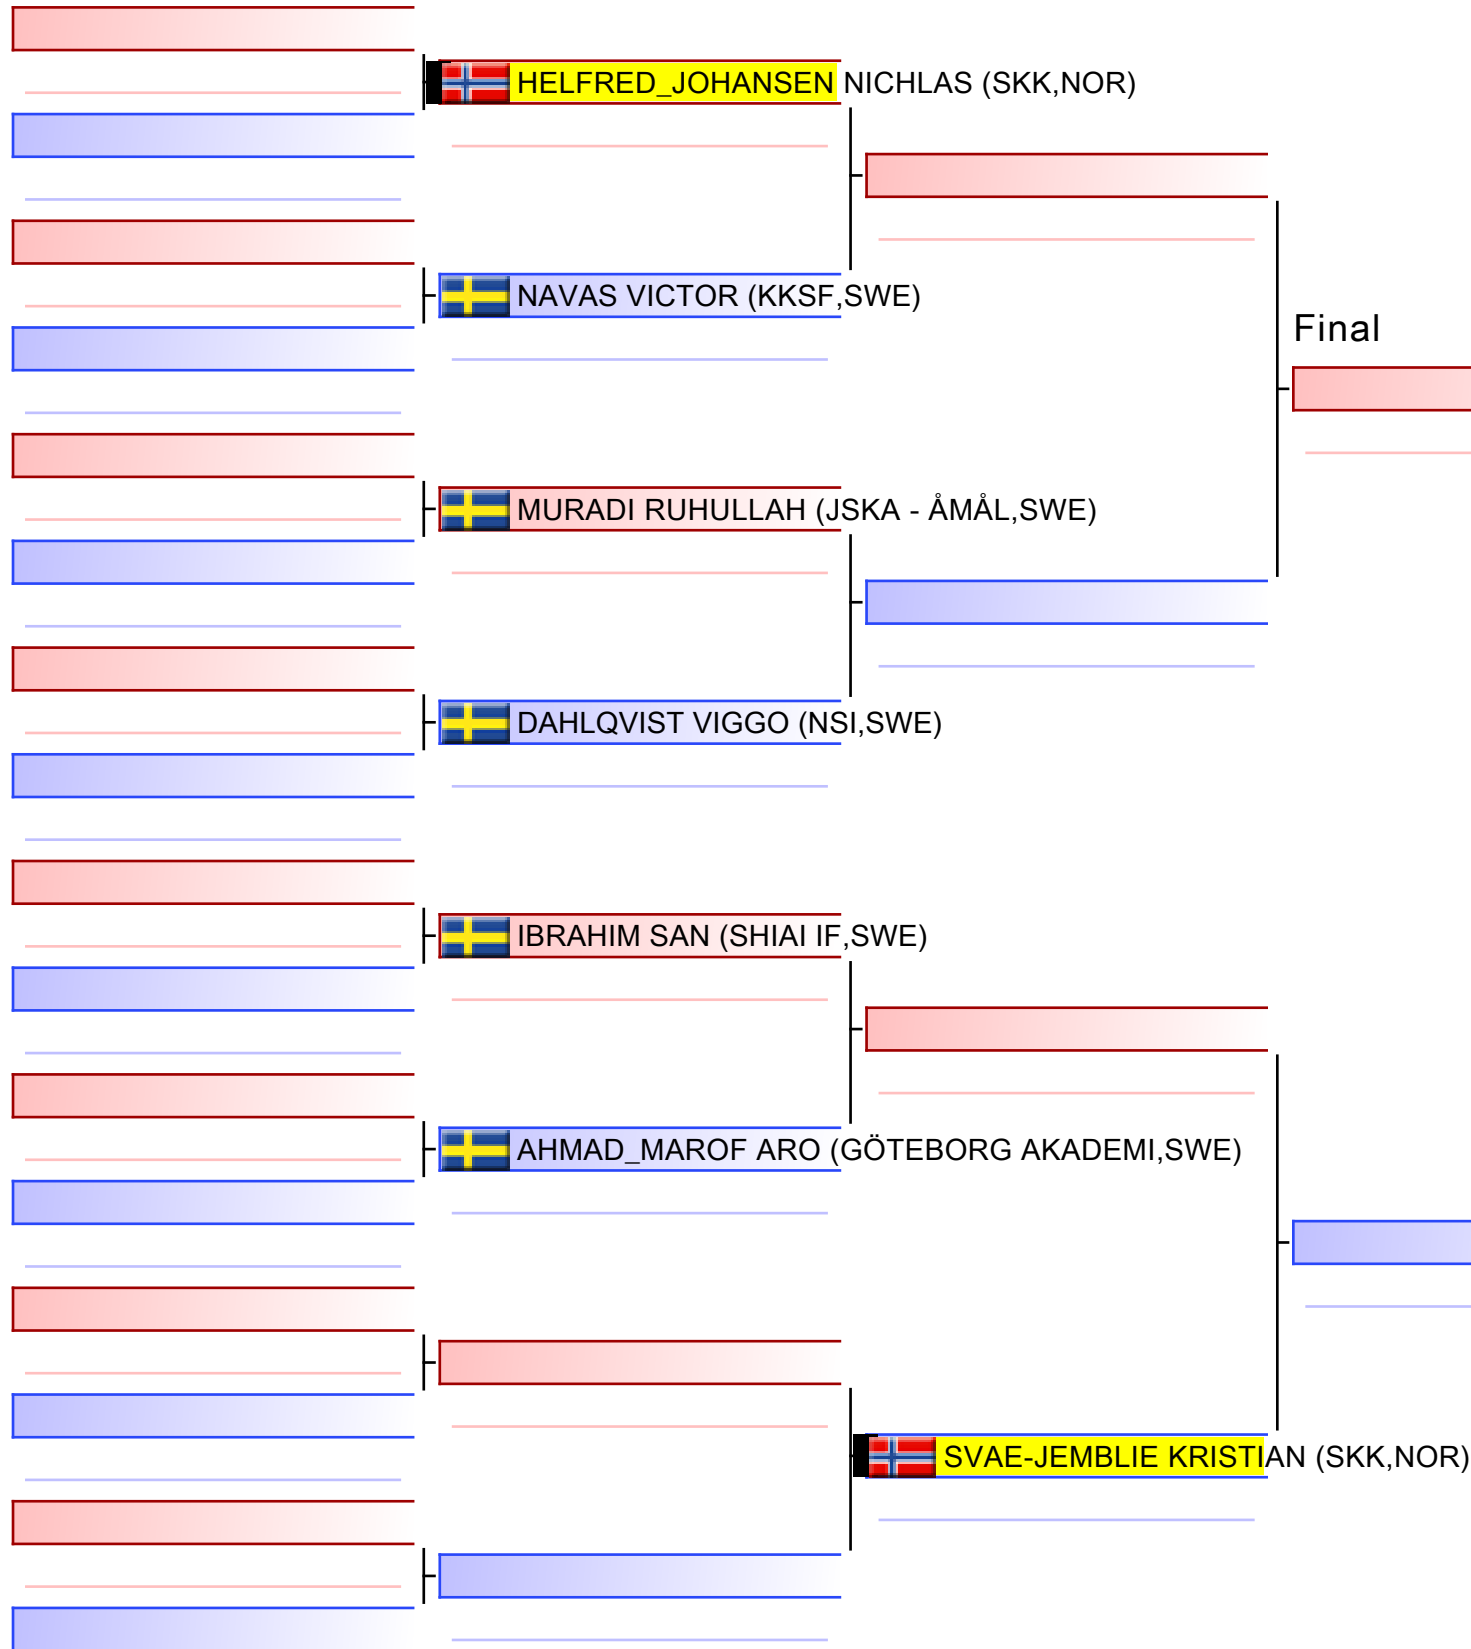 HELFRED_JOHANSEN NICHLAS (SKK,NOR)
NAVAS VICTOR (KKSF,SWE)
Final
MURADI RUHULLAH (JSKA - ÅMÅL,SWE)
DAHLQVIST VIGGO (NSI,SWE)
IBRAHIM SAN (SHIAI IF,SWE)
AHMAD_MAROF ARO (GÖTEBORG AKADEMI,SWE)
SVAE-JEMBLIE KRISTIAN (SKK,NOR)